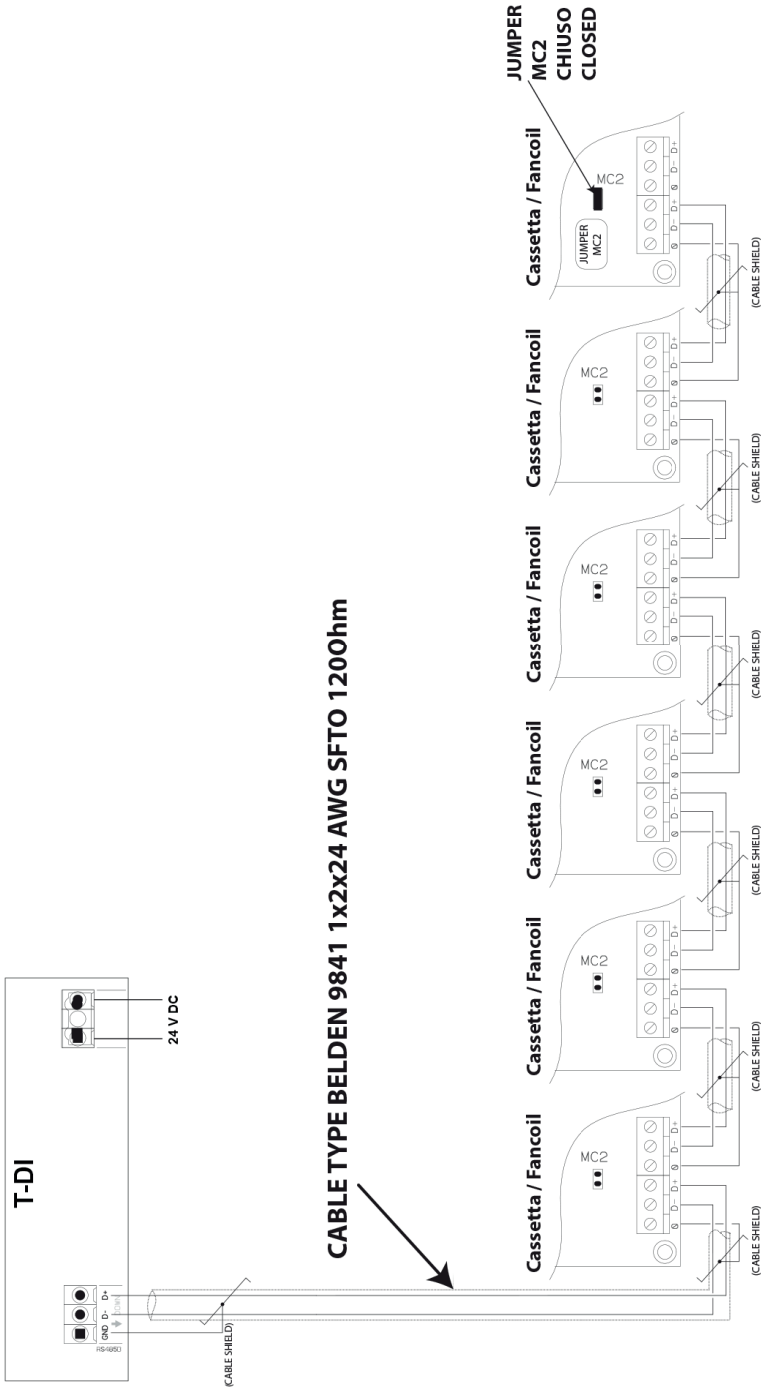 T-DI
RS485
GND D- D+
DOWN
24 V DC
(CABLE SHIELD)
CABLE TYPE BELDEN 9841 1x2x24 AWG SFTO 120Ohm
JUMPER
MC2
CHIUSO
CLOSED
Cassetta / Fancoil
MC2
Ø D- D+ Ø D- D+
(CABLE SHIELD)
Cassetta / Fancoil
MC2
Ø D- D+ Ø D- D+
(CABLE SHIELD)
Cassetta / Fancoil
MC2
Ø D- D+ Ø D- D+
(CABLE SHIELD)
Cassetta / Fancoil
MC2
Ø D- D+ Ø D- D+
(CABLE SHIELD)
Cassetta / Fancoil
MC2
Ø D- D+ Ø D- D+
(CABLE SHIELD)
Cassetta / Fancoil
JUMPER
MC2
MC2
Ø D- D+ Ø D- D+
(CABLE SHIELD)